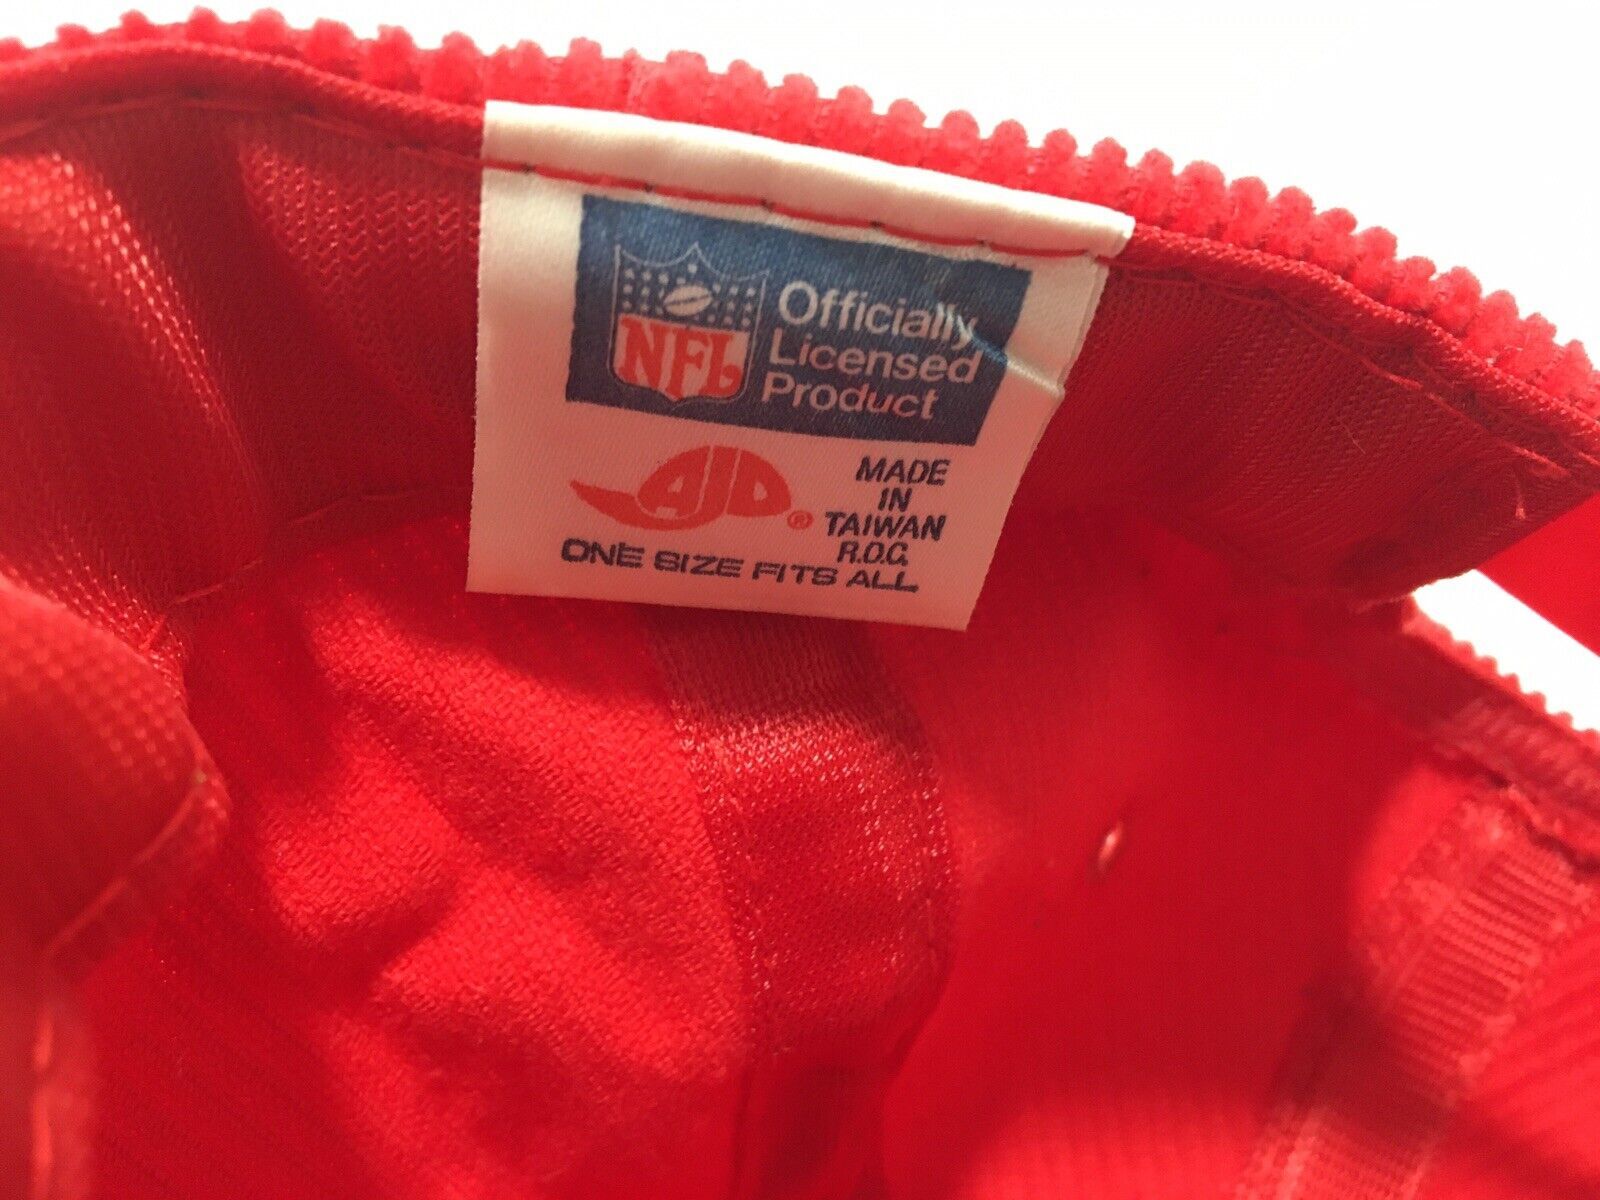 NFL
Officially
Licensed
Product
AJD®
MADE
IN
TAIWAN
R.O.C.
ONE SIZE FITS ALL